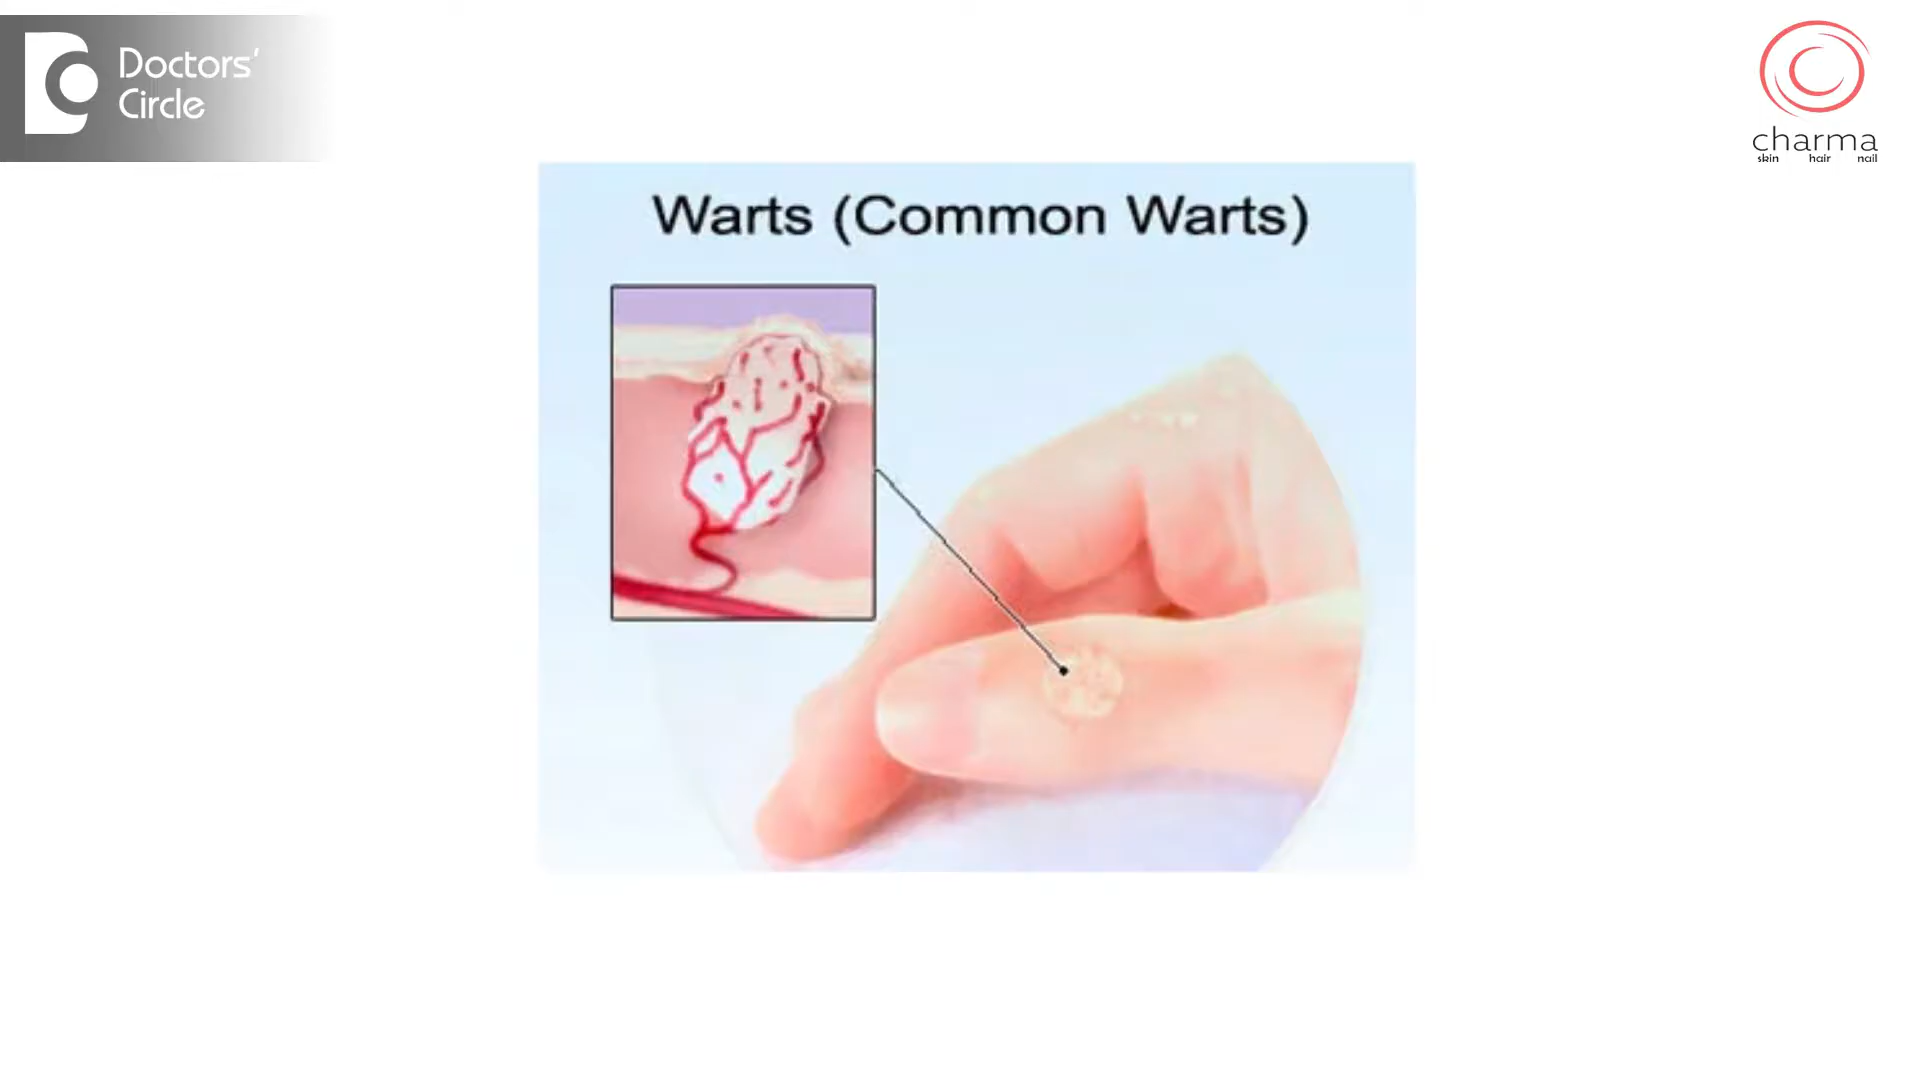 Doctors'
Circle
charma
skin hair nail
Warts (Common Warts)